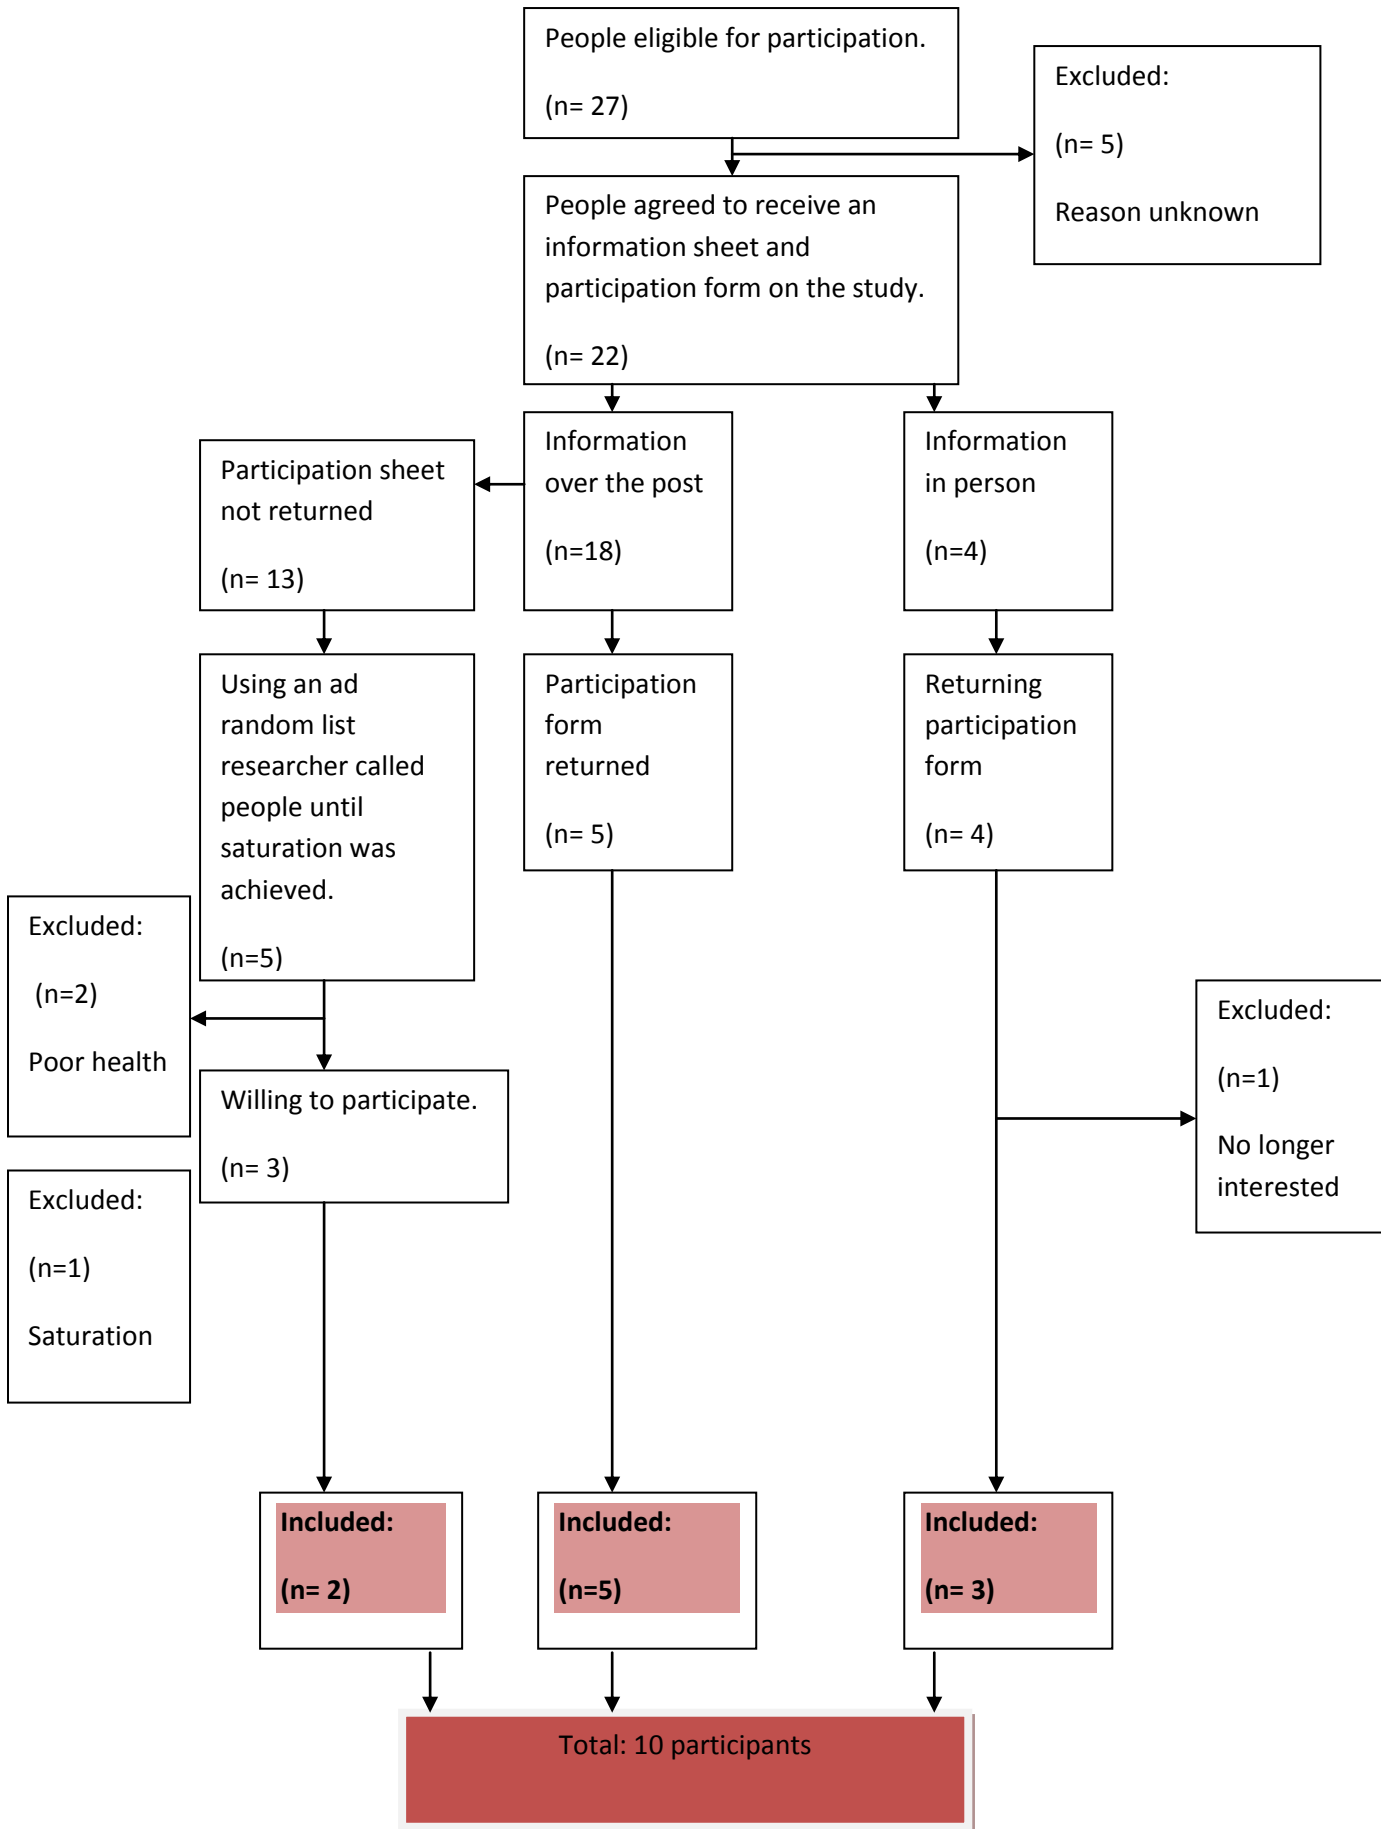 People eligible for participation.
(n= 27)
Excluded:
(n= 5)
Reason unknown
People agreed to receive an
information sheet and
participation form on the study.
(n= 22)
Participation sheet
not returned
(n= 13)
Information
over the post
(n=18)
Information
in person
(n=4)
Using an ad
random list
researcher called
people until
saturation was
achieved.
(n=5)
Participation
form
returned
(n= 5)
Returning
participation
form
(n= 4)
Excluded:
(n=2)
Poor health
Excluded:
(n=1)
No longer
interested
Willing to participate.
(n= 3)
Excluded:
(n=1)
Saturation
Included:
(n= 2)
Included:
(n=5)
Included:
(n= 3)
Total: 10 participants